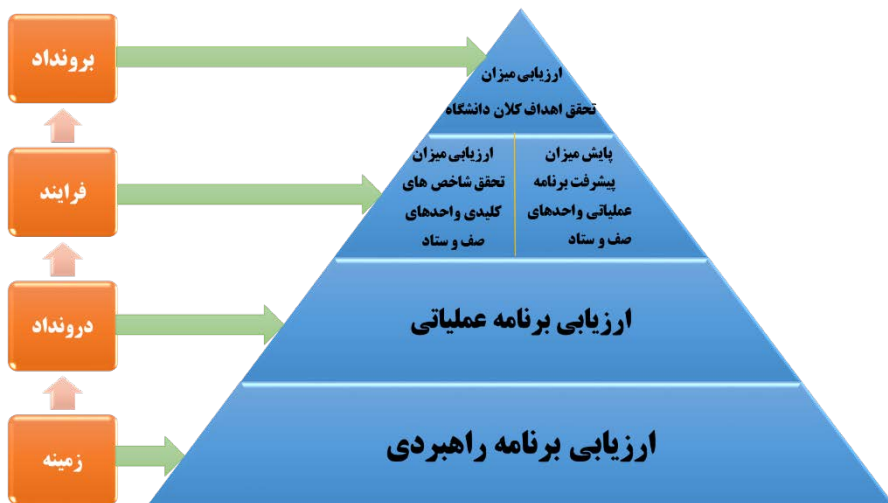 برونداد
ارزیابی میزان
تحقق اهداف کلان دانشگاه
فرایند
پایش میزان
پیشرفت برنامه
عملیاتی واحدهای
صف و ستاد
ارزیابی میزان
تحقق شاخص های
کلیدی واحدهای
صف و ستاد
درونداد
ارزیابی برنامه عملیاتی
زمینه
ارزیابی برنامه راهبردی